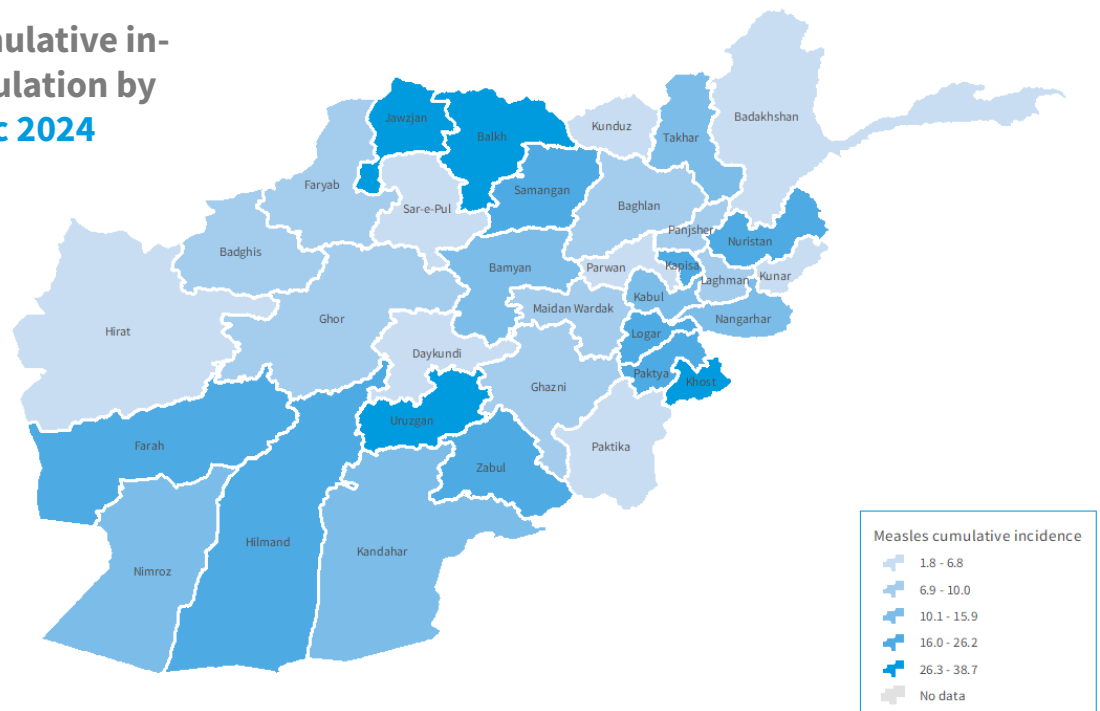 nulative in-
ulation by
c 2024
Badakhshan
Jawzjan
Kunduz
Balkh
Takhar
Faryab
Samangan
Sar-e-Pul
Baghlan
Panjsher
Nuristan
Badghis
Bamyan
Parwan
Kapisa
Laghman
Kunar
Kabul
Maidan Wardak
Hirat
Ghor
Nangarhar
Logar
Daykundi
Paktya
Khost
Ghazni
Uruzgan
Farah
Paktika
Zabul
Hilmand
Kandahar
Nimroz
Measles cumulative incidence
1.8 - 6.8
6.9 - 10.0
10.1 - 15.9
16.0 - 26.2
26.3 - 38.7
No data